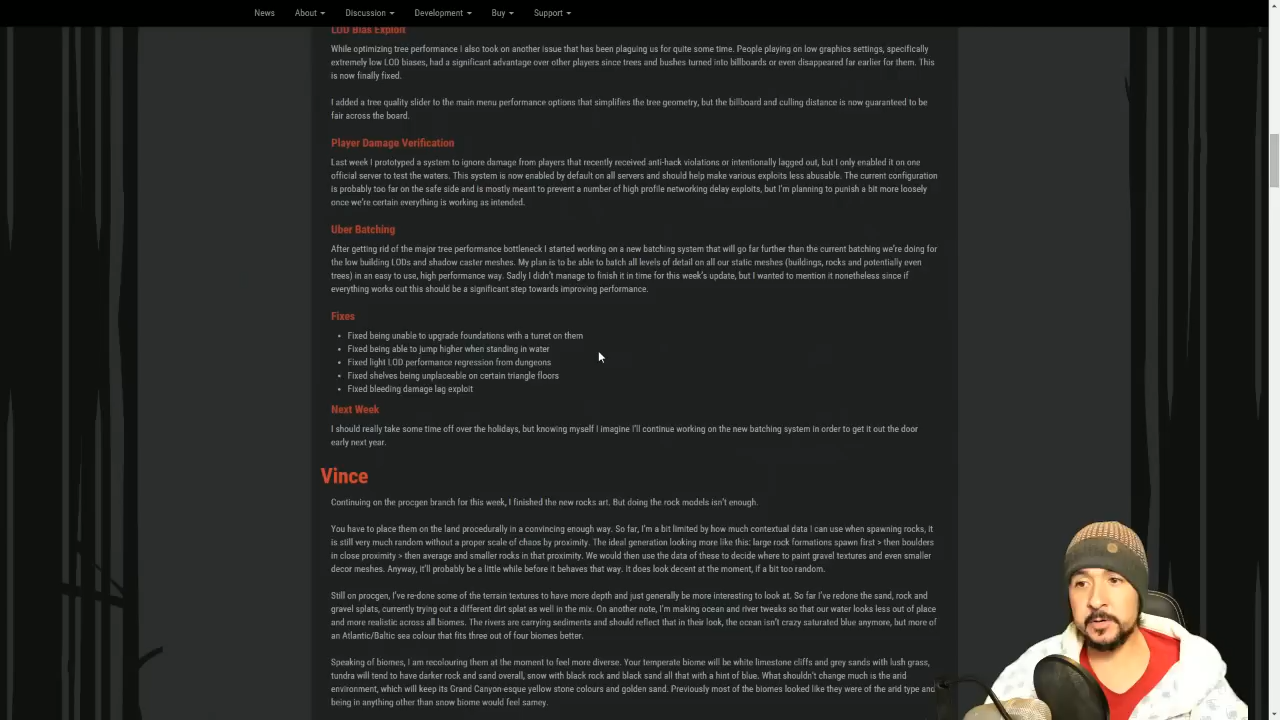 News About Discussion Development Buy Support
LOD Bias Exploit
While optimizing tree performance I also took on another issue that has been plaguing us for quite some time. People playing on low graphics settings, specifically
extremely low LOD biases, had a significant advantage over other players since trees and bushes turned into billboards or even disappeared far earlier for them. This
is now finally fixed.
I added a tree quality slider to the main menu performance options that simplifies the tree geometry, but the billboard and culling distance is now guaranteed to be
fair across the board.
Player Damage Verification
Last week I prototyped a system to ignore damage from players that recently received anti-hack violations or intentionally lagged out, but I only enabled it on one
official server to test the waters. This system is now enabled by default on all servers and should help make various exploits less abusable. The current configuration
is probably too far on the safe side and is mostly meant to prevent a number of high profile networking delay exploits, but I'm planning to punish a bit more loosely
once we're certain everything is working as intended.
Uber Batching
After getting rid of the major tree performance bottleneck I started working on a new batching system that will go far further than the current batching we're doing for
the low building LODs and shadow caster meshes. My plan is to be able to batch all levels of detail on all our static meshes (buildings, rocks and potentially even
trees) in an easy to use, high performance way. Sadly I didn't manage to finish it in time for this week's update, but I wanted to mention it nonetheless since if
everything works out this should be a significant step towards improving performance.
Fixes
• Fixed being unable to upgrade foundations with a turret on them
• Fixed being able to jump higher when standing in water
• Fixed light LOD performance regression from dungeons
• Fixed shelves being unplaceable on certain triangle floors
• Fixed bleeding damage lag exploit
Next Week
I should really take some time off over the holidays, but knowing myself I imagine I'll continue working on the new batching system in order to get it out the door
early next year.
Vince
Continuing on the procgen branch for this week, I finished the new rocks art. But doing the rock models isn't enough.
You have to place them on the land procedurally in a convincing enough way. So far, I'm a bit limited by how much contextual data I can use when spawning rocks, it
is still very much random without a proper scale of chaos by proximity. The ideal generation looking more like this: large rock formations spawn first > then boulders
in close proximity > then average and smaller rocks in that proximity. We would then use the data of these to decide where to paint gravel textures and even smaller
decor meshes. Anyway, it'll probably be a little while before it behaves that way. It does look decent at the moment, if a bit too random.
Still on procgen, I've re-done some of the terrain textures to have more depth and just generally be more interesting to look at. So far I've redone the sand, rock and
gravel splats, currently trying out a different dirt splat as well in the mix. On another note, I'm making ocean and river tweaks so that our water looks less out of place
and more realistic across all biomes. The rivers are carrying sediments and should reflect that in their look, the ocean isn't crazy saturated blue anymore, but more of
an Atlantic/Baltic sea colour that fits three out of four biomes better.
Speaking of biomes, I am recolouring them at the moment to feel more diverse. Your temperate biome will be white limestone cliffs and grey sands with lush grass,
tundra will tend to have darker rock and sand overall, snow with black rock and black sand all that with a hint of blue. What shouldn't change much is the arid
environment, which will keep its Grand Canyon-esque yellow stone colours and golden sand. Previously most of the biomes looked like they were of the arid type and
being in anything other than snow biome would feel samey.